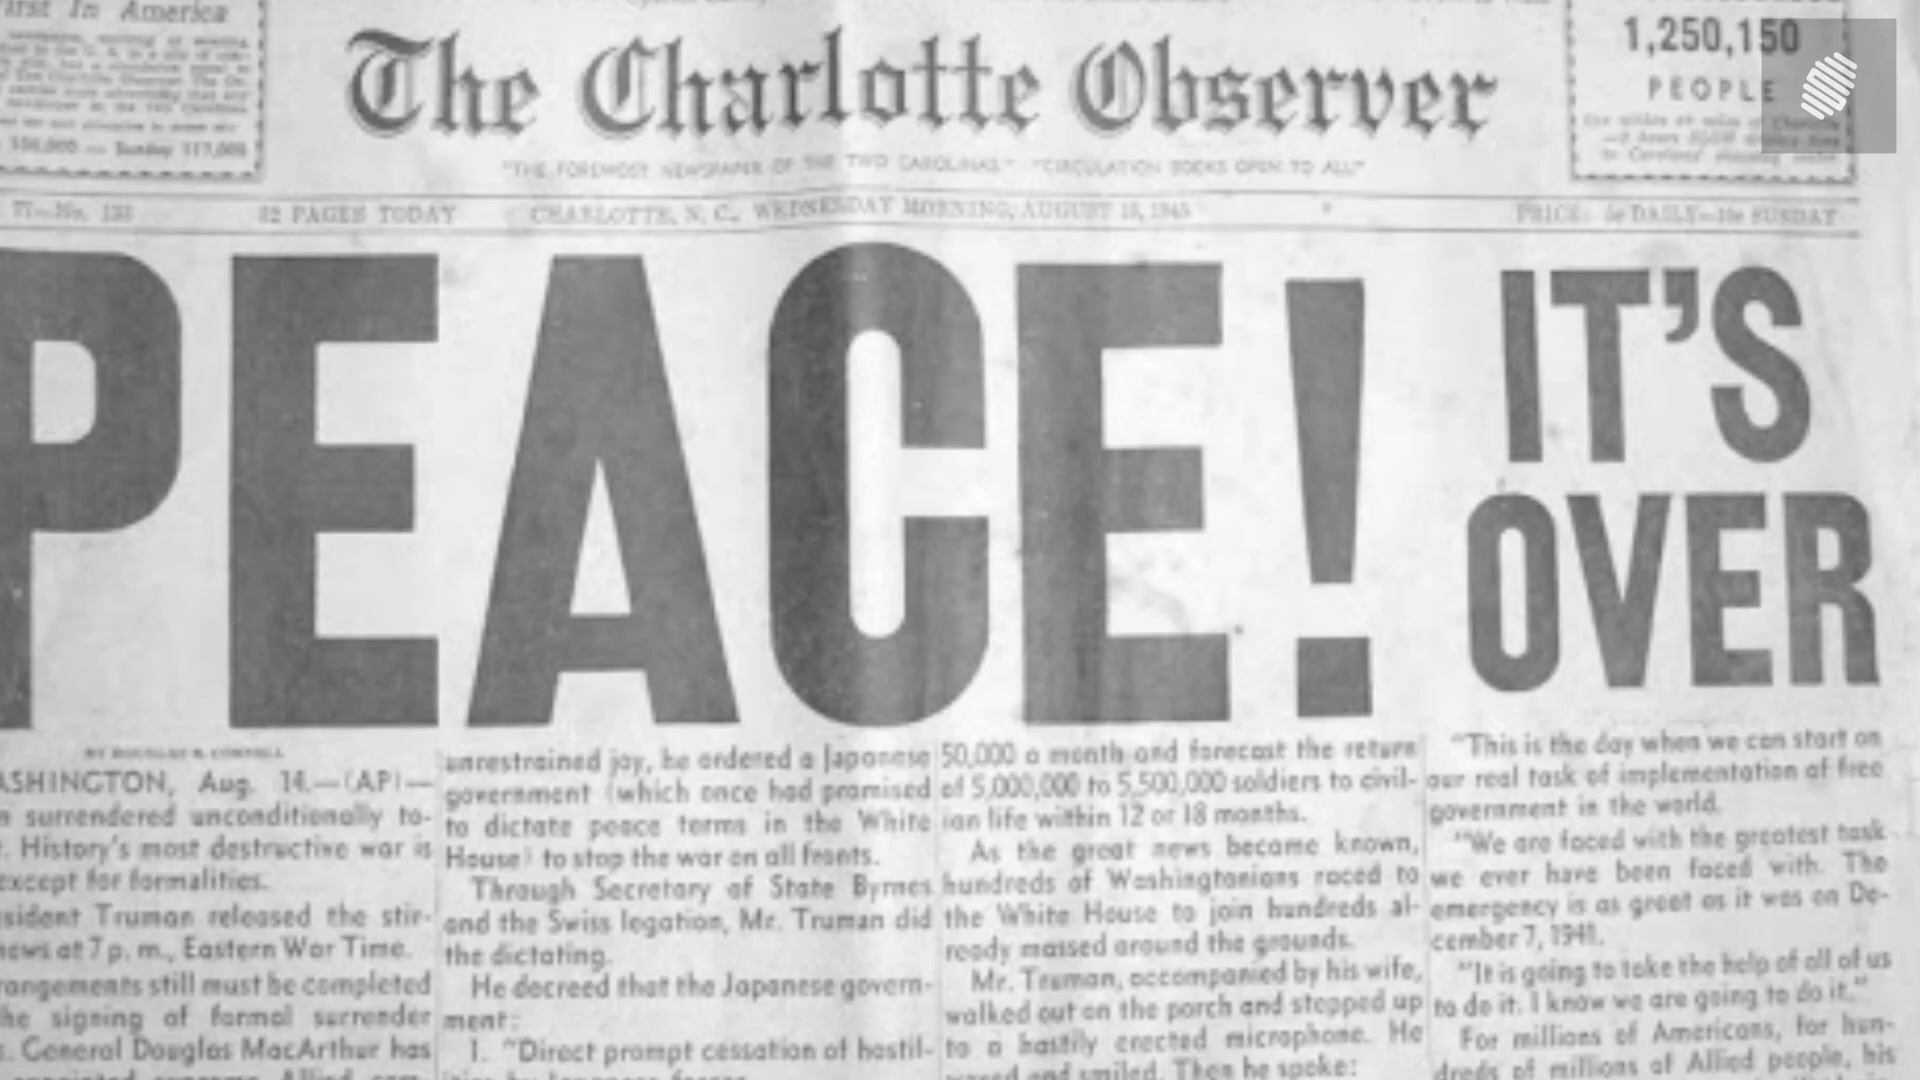 First In America
The Charlotte Observer
1,250,150
PEOPLE
"THE FOREMOST NEWSPAPER OF THE TWO CAROLINAS" "CIRCULATION BOOKS OPEN TO ALL"
77—No. 133 32 PAGES TODAY CHARLOTTE, N. C., WEDNESDAY MORNING, AUGUST 15, 1945 PRICE: 5c DAILY—10c SUNDAY
PEACE! IT'S
OVER
ASHINGTON, Aug. 14.—(AP)—
n surrendered unconditionally to-
. History's most destructive war is
except for formalities.
sident Truman released the stir-
news at 7 p. m., Eastern War Time.
rangements still must be completed
he signing of formal surrender
s. General Douglas MacArthur has
unrestrained joy, he ordered a Japanese
government (which once had promised
to dictate peace terms in the White
House) to stop the war on all fronts.
Through Secretary of State Byrnes
and the Swiss legation, Mr. Truman did
the dictating.
He decreed that the Japanese govern-
ment:
1. "Direct prompt cessation of hostil-
50,000 a month and forecast the return
of 5,000,000 to 5,500,000 soldiers to civil-
ian life within 12 or 18 months.
As the great news became known,
hundreds of Washingtonians raced to
the White House to join hundreds al-
ready massed around the grounds.
Mr. Truman, accompanied by his wife,
walked out on the porch and stepped up
to a hastily erected microphone. He
waved and smiled. Then he spoke:
"This is the day when we can start on
our real task of implementation of free
government in the world.
"We are faced with the greatest task
we ever have been faced with. The
emergency is as great as it was on De-
cember 7, 1941.
"It is going to take the help of all of us
to do it. I know we are going to do it."
For millions of Americans, for hun-
dreds of millions of Allied people, his